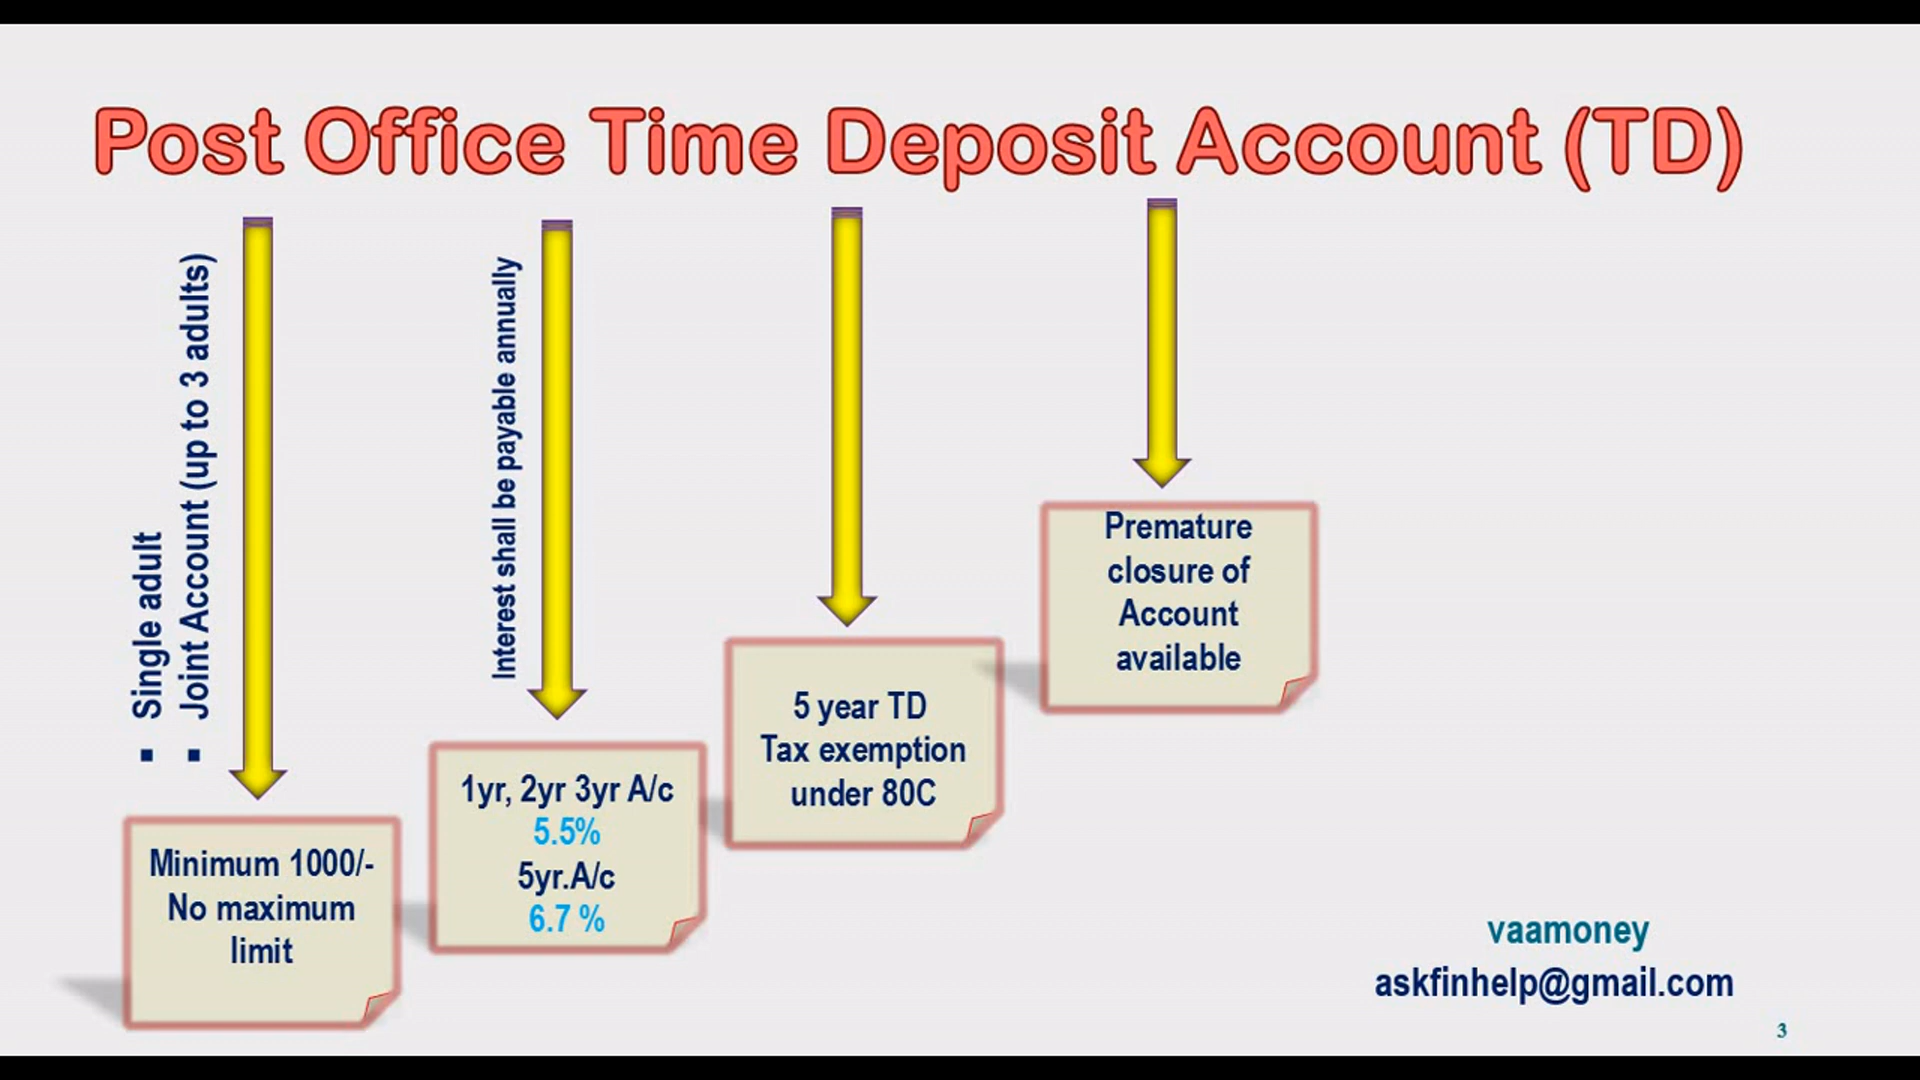 Post Office Time Deposit Account (TD)
▪ Single adult
▪ Joint Account (up to 3 adults)
Minimum 1000/-
No maximum
limit
Interest shall be payable annually
1yr, 2yr 3yr A/c
5.5%
5yr.A/c
6.7 %
5 year TD
Tax exemption
under 80C
Premature
closure of
Account
available
vaamoney
askfinhelp@gmail.com
3